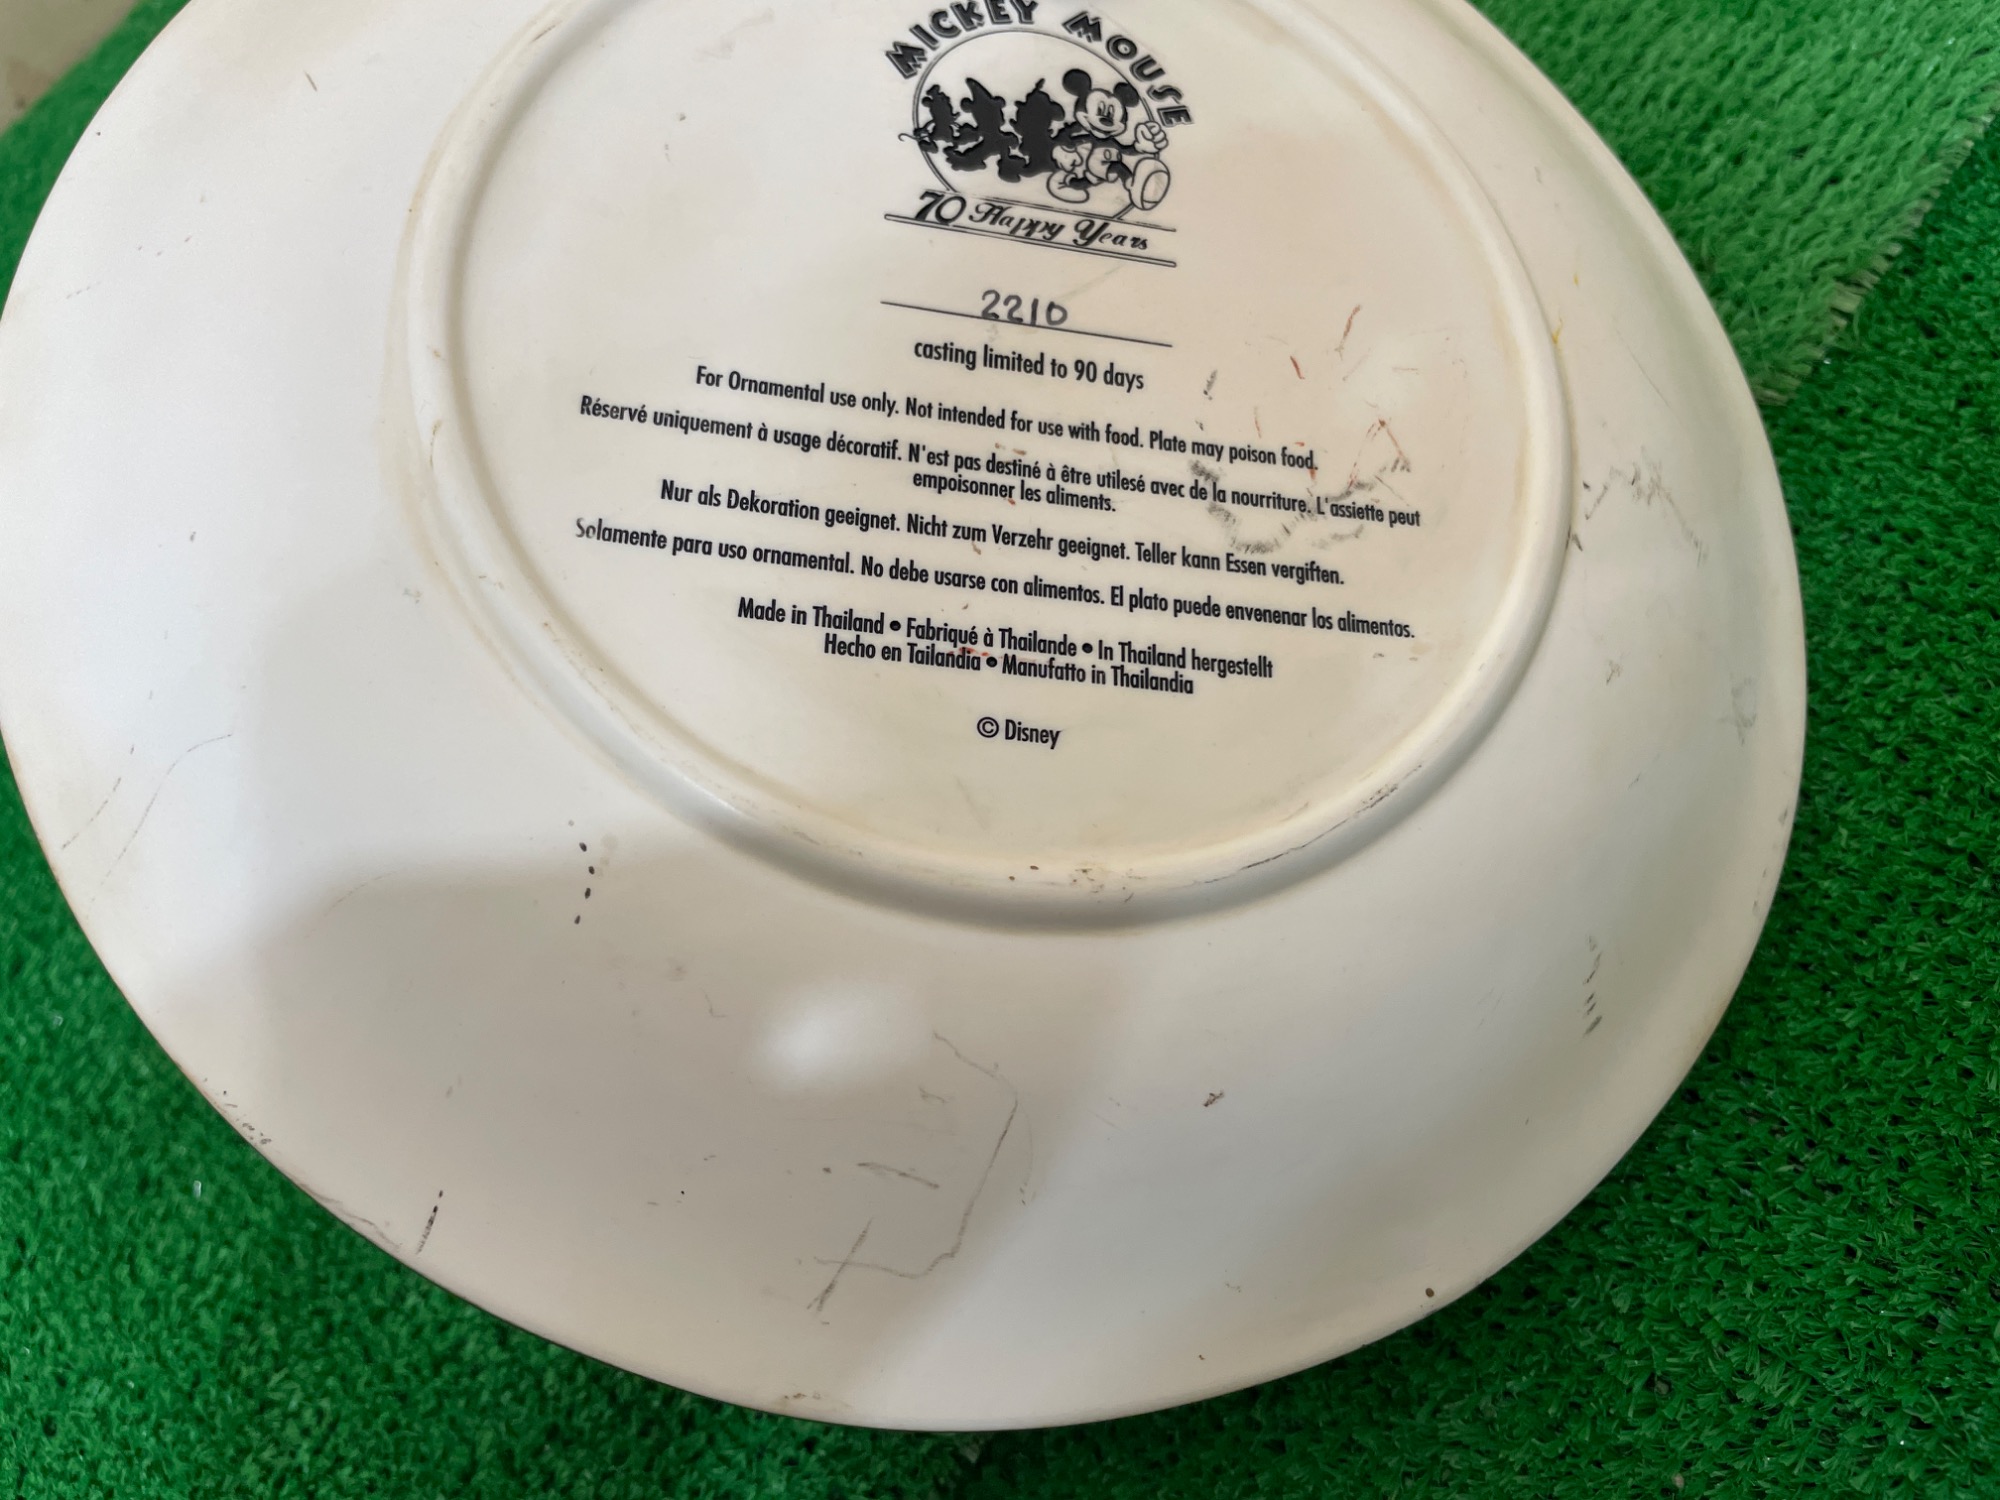 MICKEY MOUSE
70 Happy Years
2210
casting limited to 90 days
For Ornamental use only. Not intended for use with food. Plate may poison food.
Réservé uniquement à usage décoratif. N'est pas destiné à être utilesé avec de la nourriture. L'assiette peut
empoisonner les aliments.
Nur als Dekoration geeignet. Nicht zum Verzehr geeignet. Teller kann Essen vergiften.
Solamente para uso ornamental. No debe usarse con alimentos. El plato puede envenenar los alimentos.
Made in Thailand • Fabriqué à Thailande • In Thailand hergestellt
Hecho en Tailandia • Manufatto in Thailandia
© Disney